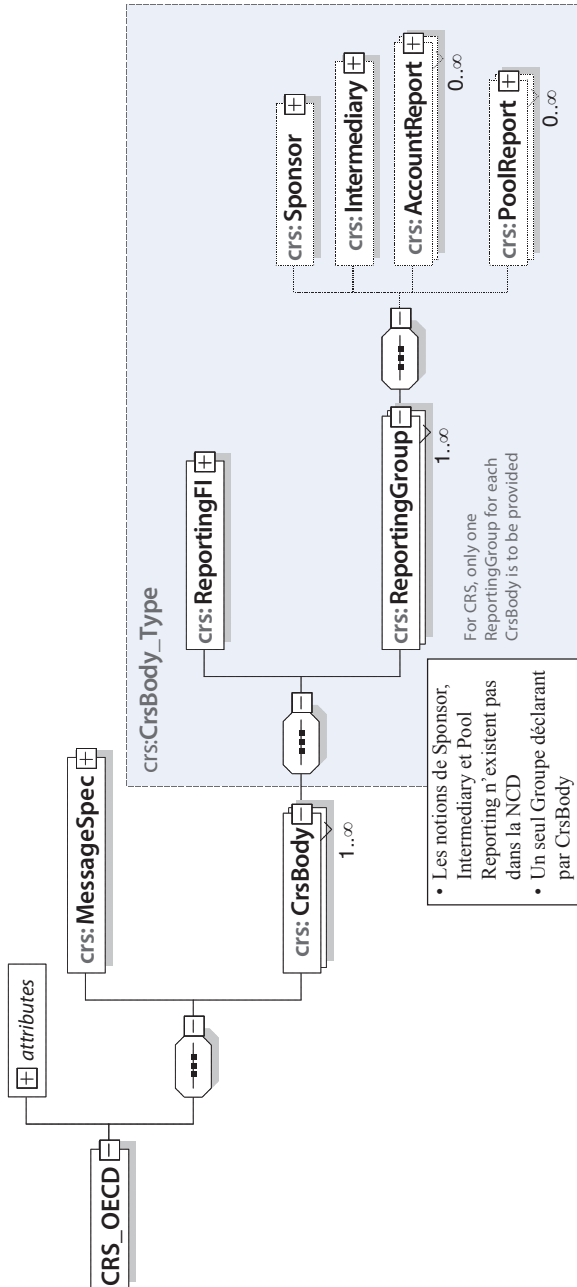 CRS_OECD
attributes
crs:MessageSpec
crs:CrsBody
1..∞
crs:CrsBody_Type
crs:ReportingFI
crs:ReportingGroup
1..∞
For CRS, only one
ReportingGroup for each
CrsBody is to be provided
crs:Sponsor
crs:Intermediary
crs:AccountReport
0..∞
crs:PoolReport
0..∞
• Les notions de Sponsor,
Intermediary et Pool
Reporting n'existent pas
dans la NCD
• Un seul Groupe déclarant
par CrsBody